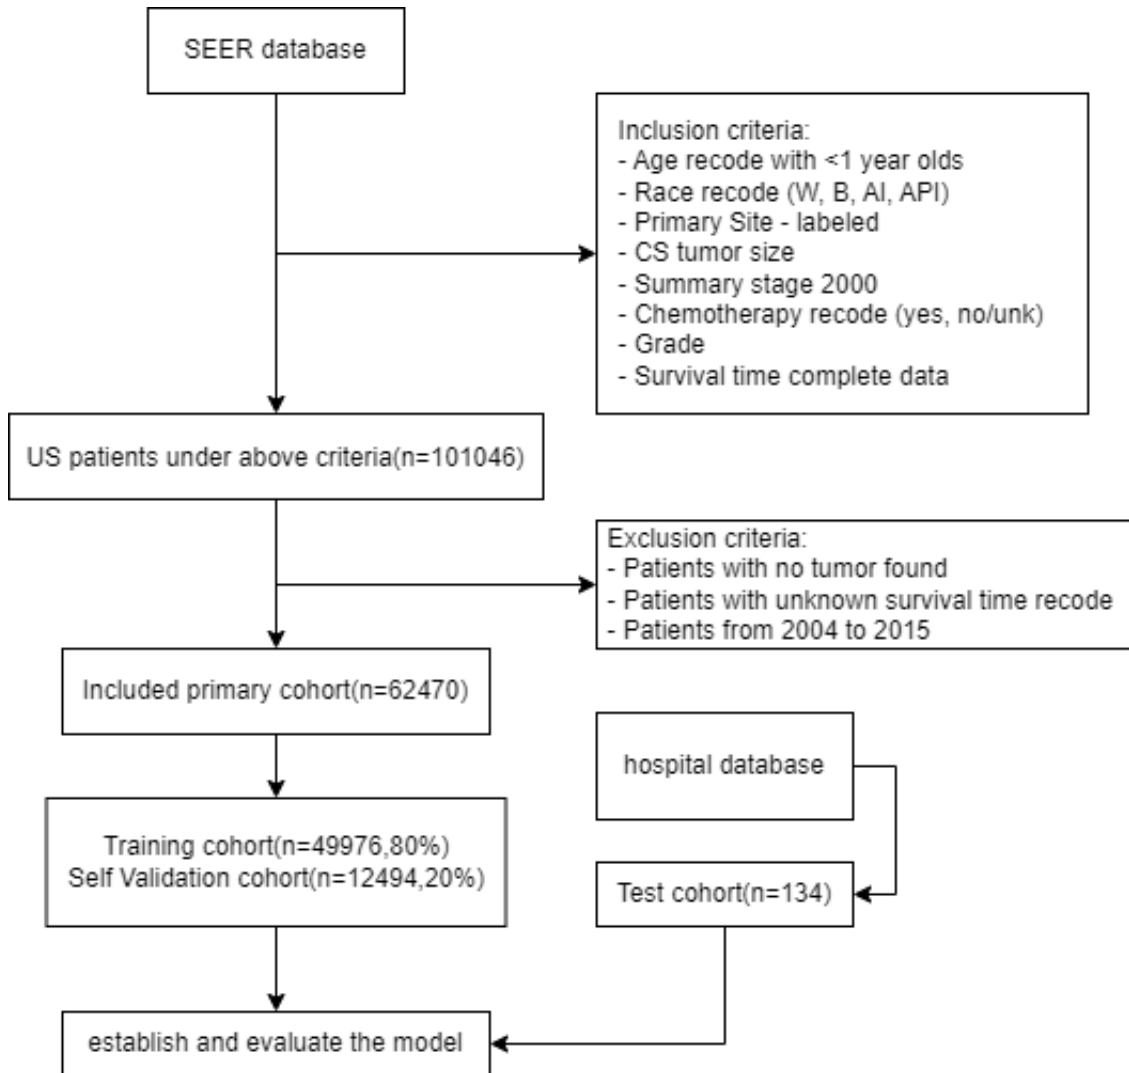 SEER database
Inclusion criteria:
- Age recode with <1 year olds
- Race recode (W, B, AI, API)
- Primary Site - labeled
- CS tumor size
- Summary stage 2000
- Chemotherapy recode (yes, no/unk)
- Grade
- Survival time complete data
US patients under above criteria(n=101046)
Exclusion criteria:
- Patients with no tumor found
- Patients with unknown survival time recode
- Patients from 2004 to 2015
Included primary cohort(n=62470)
hospital database
Training cohort(n=49976,80%)
Self Validation cohort(n=12494,20%)
Test cohort(n=134)
establish and evaluate the model